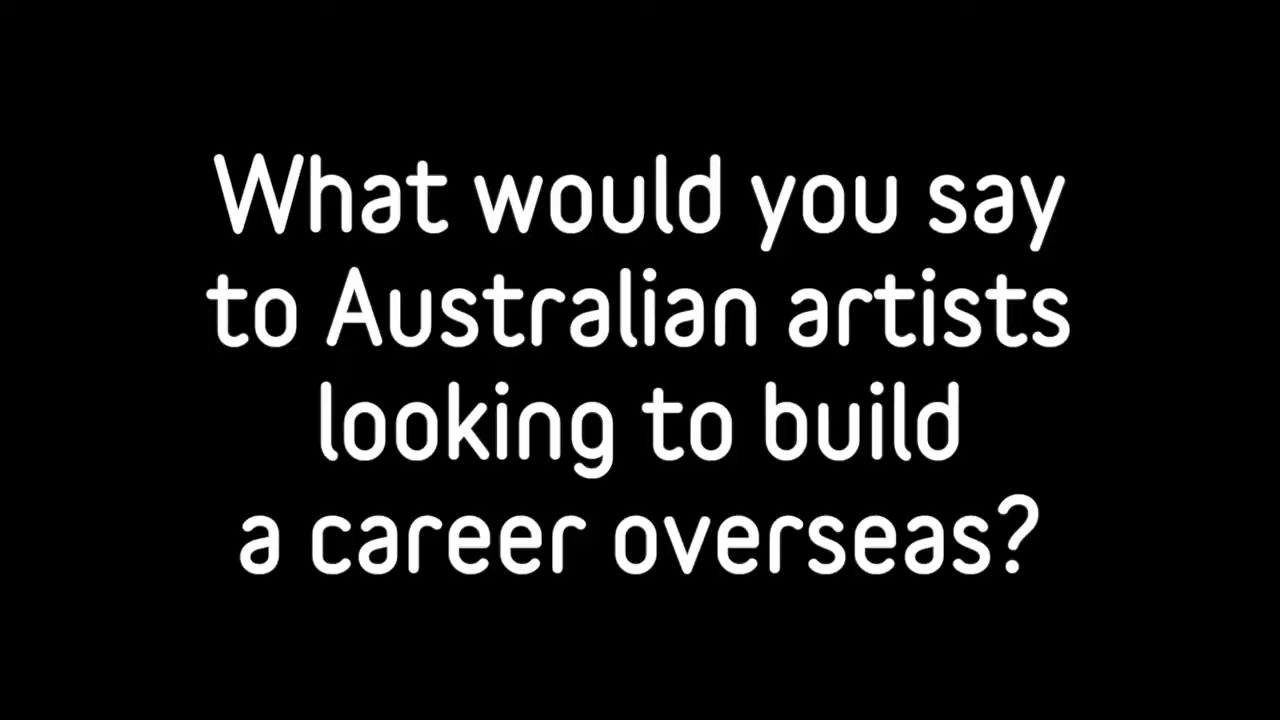 What would you say
to Australian artists
looking to build
a career overseas?